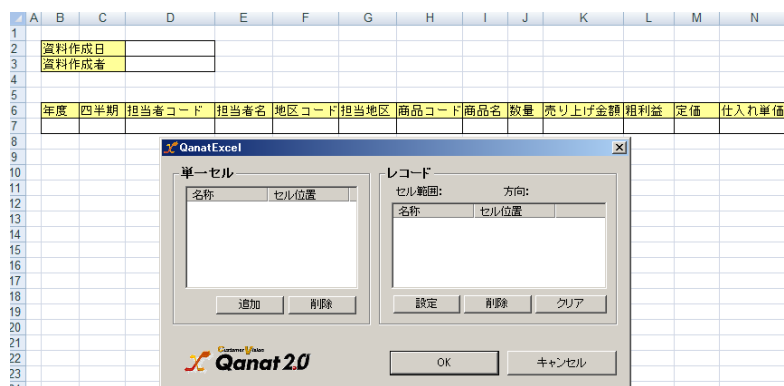 A B C D E F G H I J K L M N
1
2 資料作成日
3 資料作成者
4
5
6 年度 四半期 担当者コード 担当者名 地区コード 担当地区 商品コード 商品名 数量 売り上げ金額 粗利益 定価 仕入れ単価
7
8 QanatExcel
9
10 単一セル レコード
11 セル範囲: 方向:
12 名称 セル位置 名称 セル位置
13
14
15
16
17
18 追加 削除 設定 削除 クリア
19
20
21 Customer Vision
22 Qanat 2.0 OK キャンセル
23